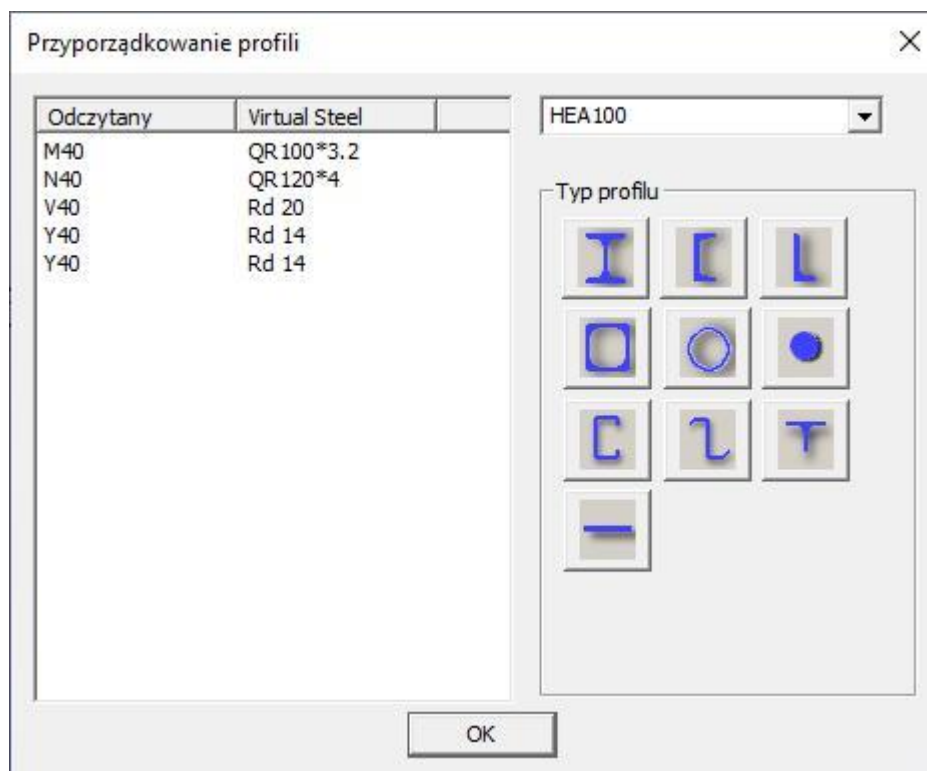 Przyporządkowanie profili
Odczytany Virtual Steel
M40 QR100*3.2
N40 QR120*4
V40 Rd 20
Y40 Rd 14
Y40 Rd 14
HEA100
Typ profilu
OK